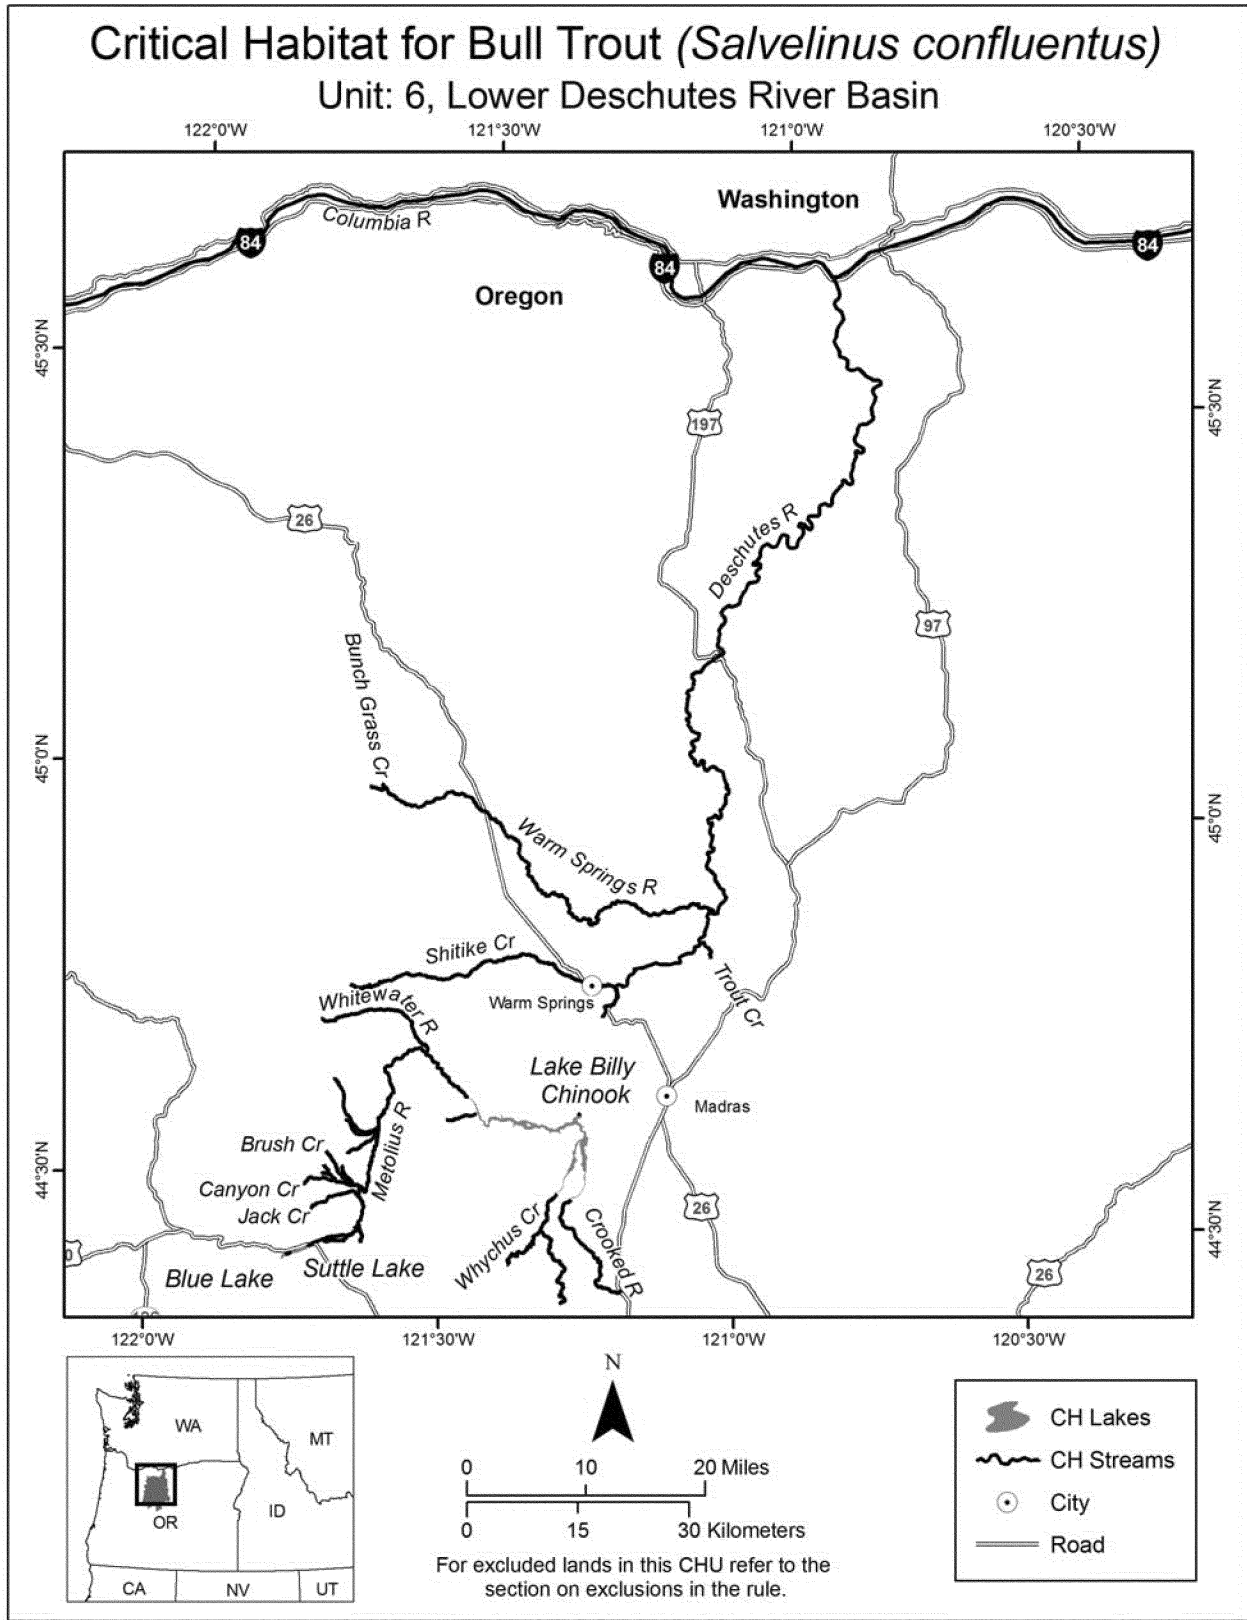 Critical Habitat for Bull Trout (Salvelinus confluentus)
Unit: 6, Lower Deschutes River Basin
122°0'W
121°30'W
121°0'W
120°30'W
Washington
Columbia R
84
84
84
Oregon
45°30'N
45°30'N
197
26
Deschutes R
97
Bunch Grass Cr
45°0'N
45°0'N
Warm Springs R
Shitike Cr
Warm Springs
Trout Cr
Whitewater R
Lake Billy
Chinook
Madras
Metolius R
Brush Cr
Canyon Cr
Jack Cr
44°30'N
44°30'N
26
Whychus Cr
Crooked R
Blue Lake
Suttle Lake
26
122°0'W
121°30'W
121°0'W
120°30'W
WA
MT
OR
ID
CA
NV
UT
N
0
10
20 Miles
0
15
30 Kilometers
For excluded lands in this CHU refer to the
section on exclusions in the rule.
CH Lakes
CH Streams
City
Road